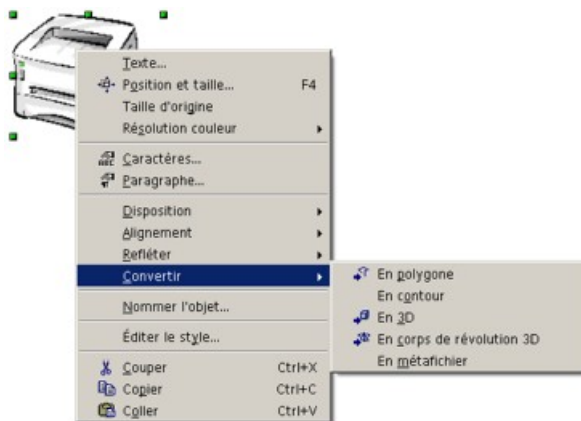 Texte...
Position et taille... F4
Taille d'origine
Résolution couleur
Caractères...
Paragraphe...
Disposition
Alignement
Refléter
Convertir
En polygone
En contour
En 3D
En corps de révolution 3D
En métafichier
Nommer l'objet...
Éditer le style...
Couper Ctrl+X
Copier Ctrl+C
Coller Ctrl+V